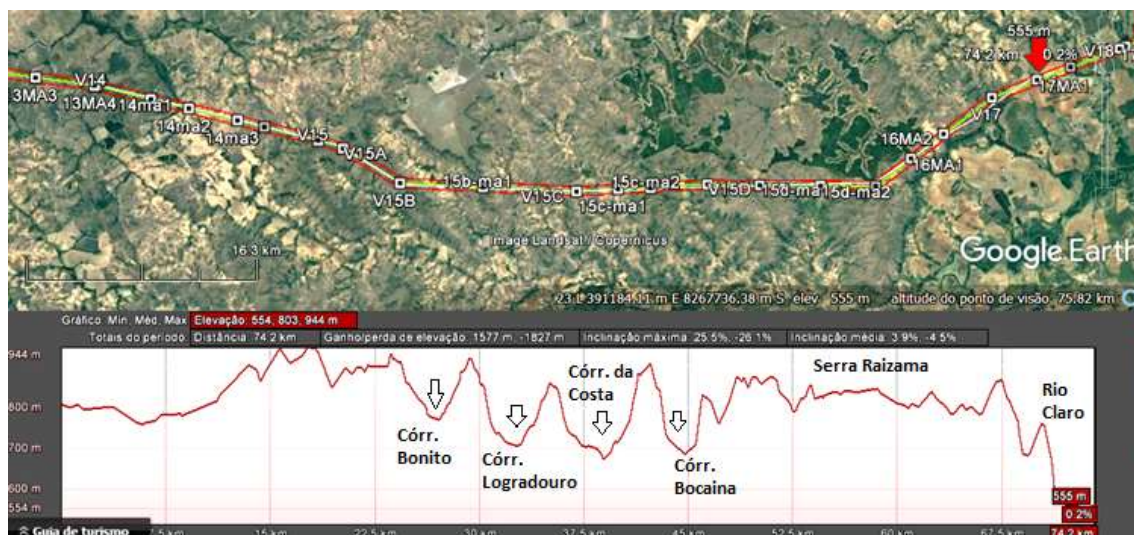 555 m
74.2 km 0.2%
V14
3MA3
13MA4
14ma1
14ma2
14ma3
V15
V15A
V15B
15b-ma1
V15C
15c-ma2
15c-ma1
V15D
15d-ma1
15d-ma2
16MA2
16MA1
V17
17MA1
V18
16.3 km
Image Landsat / Copernicus
Google Earth
23 L 391184.11 m E 8267736.38 m S elev 555 m altitude do ponto de visão 75.82 km
Gráfico: Mín, Méd, Máx Elevação: 554, 803, 944 m
Totais do período: Distância: 74.2 km Ganho/perda de elevação: 1577 m, -1827 m Inclinação máxima: 25.5%, -26.1% Inclinação média: 3.9%, -4.5%
944 m
800 m
700 m
600 m
554 m
Córr. Bonito
Córr. Logradouro
Córr. da Costa
Córr. Bocaina
Serra Raizama
Rio Claro
555 m
0.2%
Guia de turismo
7.5 km 15 km 22.5 km 30 km 37.5 km 45 km 52.5 km 60 km 67.5 km 74.2 km